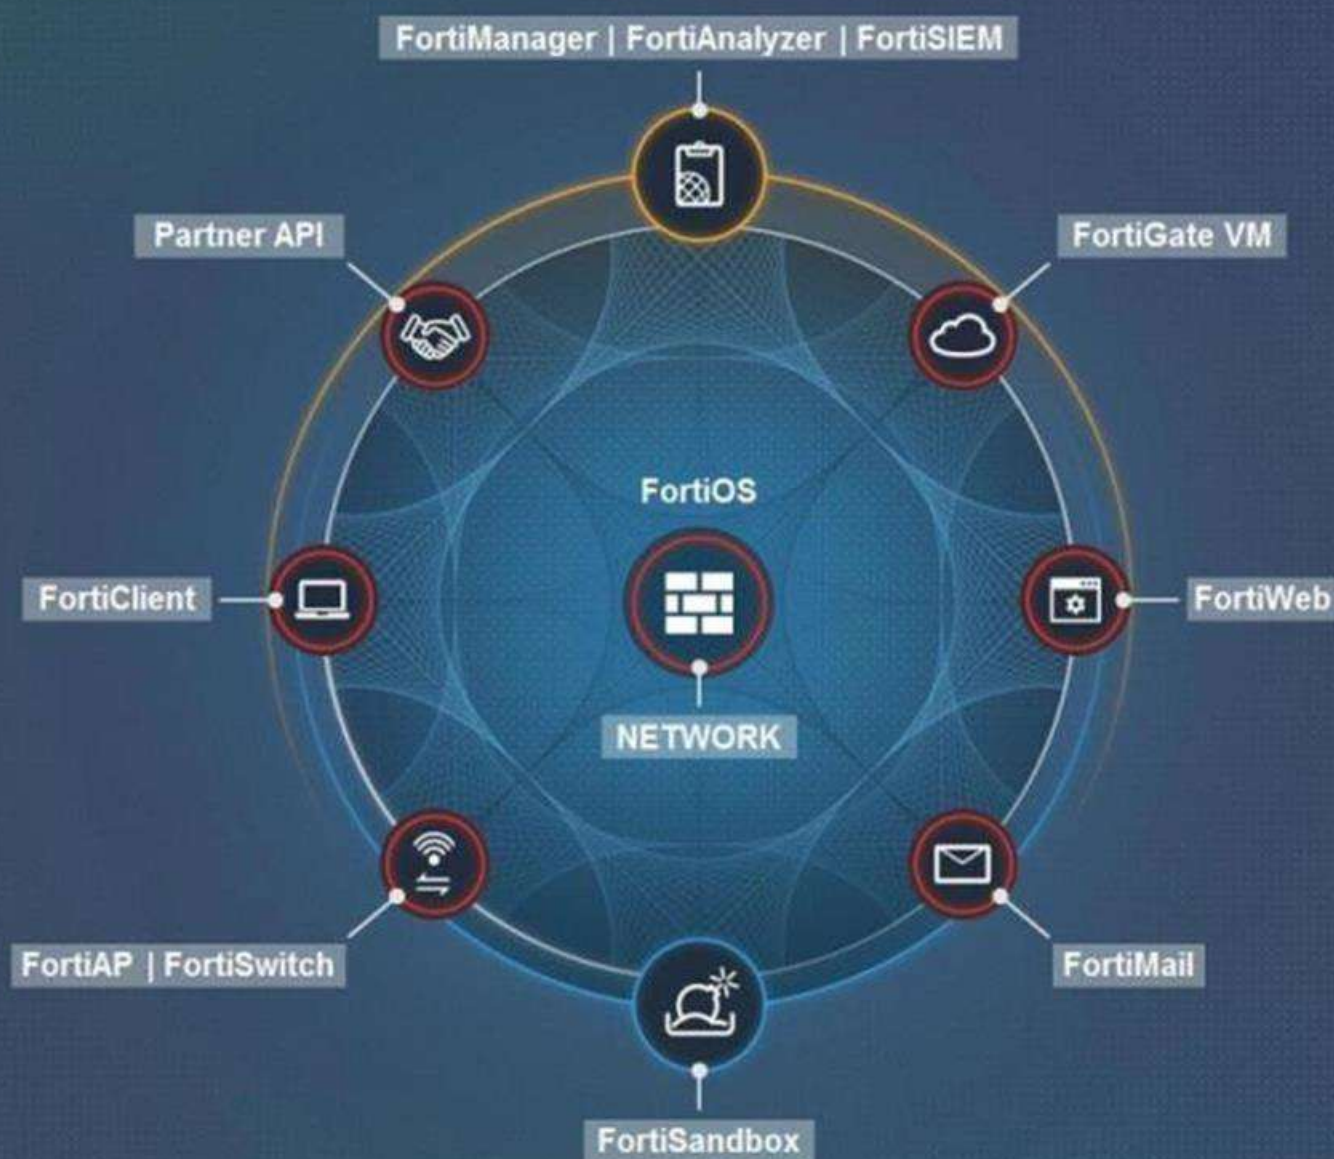 FortiManager | FortiAnalyzer | FortiSIEM
Partner API
FortiGate VM
FortiOS
FortiClient
FortiWeb
NETWORK
FortiAP | FortiSwitch
FortiMail
FortiSandbox